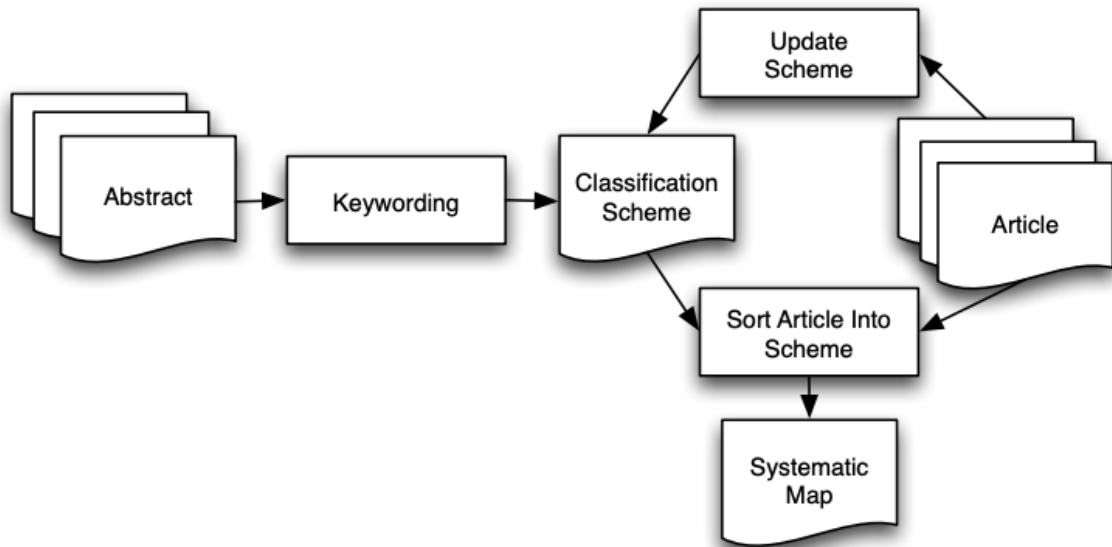 Update
Scheme
Abstract
Keywording
Classification
Scheme
Article
Sort Article Into
Scheme
Systematic
Map